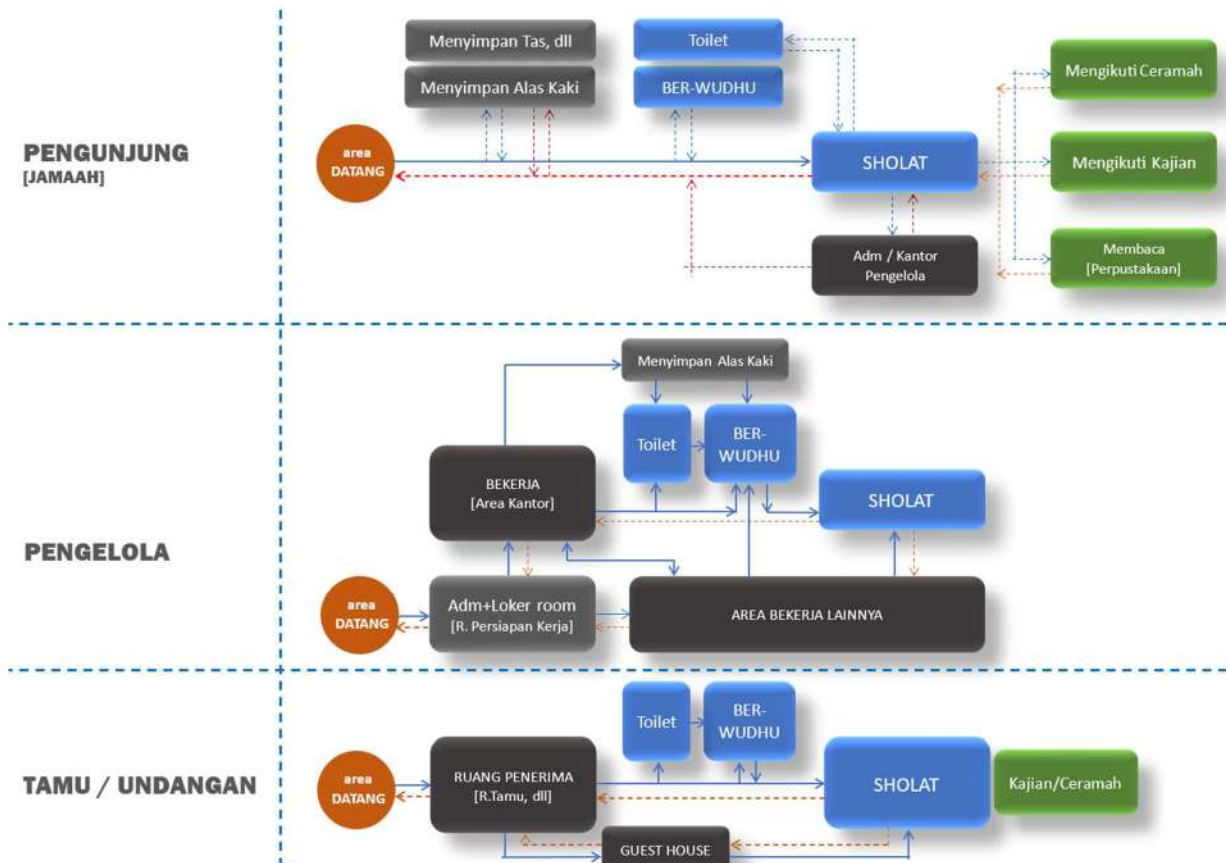 PENGUNJUNG
[JAMAAH]
area
DATANG
Menyimpan Tas, dll
Menyimpan Alas Kaki
Toilet
BER-WUDHU
SHOLAT
Adm / Kantor
Pengelola
Mengikuti Ceramah
Mengikuti Kajian
Membaca
[Perpustakaan]
PENGELOLA
area
DATANG
Menyimpan Alas Kaki
Toilet
BER-
WUDHU
BEKERJA
[Area Kantor]
SHOLAT
Adm+Loker room
[R. Persiapan Kerja]
AREA BEKERJA LAINNYA
TAMU / UNDANGAN
area
DATANG
RUANG PENERIMA
[R.Tamu, dll]
Toilet
BER-
WUDHU
SHOLAT
Kajian/Ceramah
GUEST HOUSE